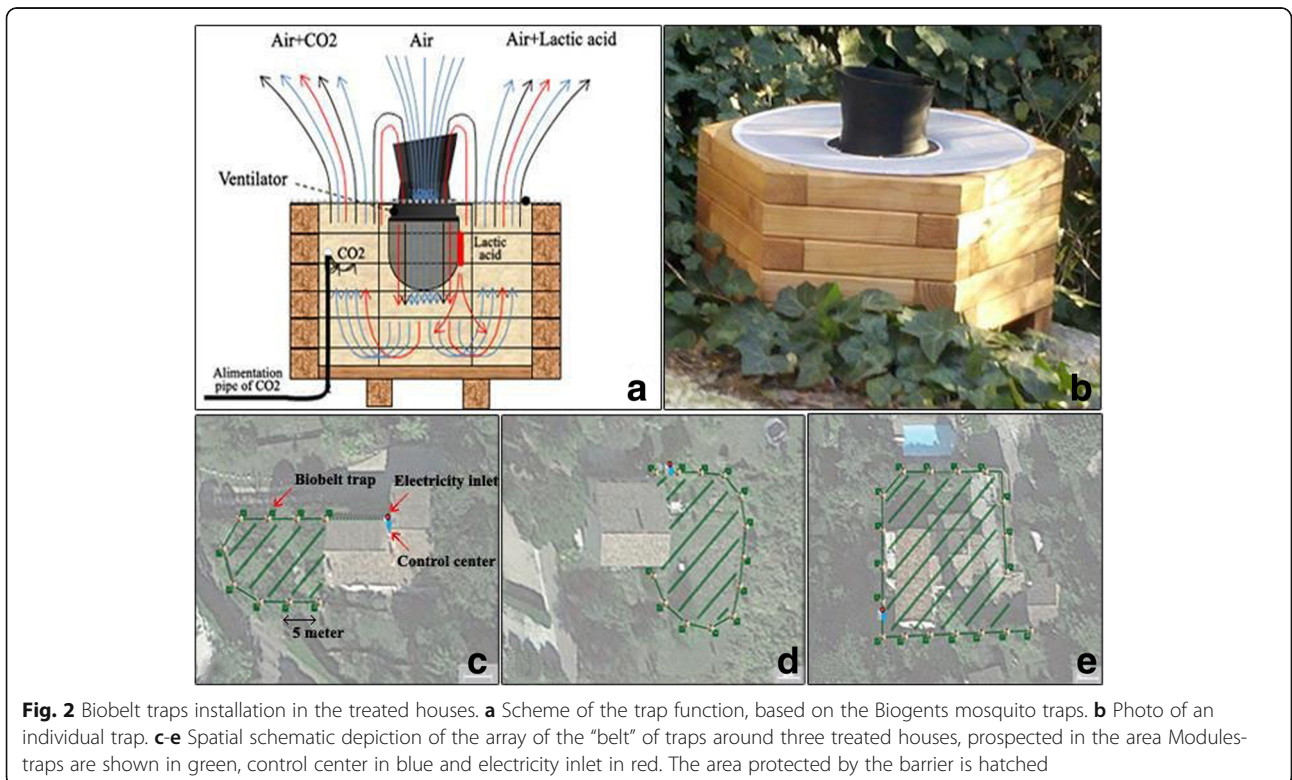 Air+CO2 Air Air+Lactic acid
Ventilator
CO2
Lactic
acid
Alimentation
pipe of CO2
a
b
Biobelt trap
Electricity inlet
Control center
5 meter
c
d
e
Fig. 2 Biobelt traps installation in the treated houses. a Scheme of the trap function, based on the Biogents mosquito traps. b Photo of an
individual trap. c-e Spatial schematic depiction of the array of the “belt” of traps around three treated houses, prospected in the area Modules-
traps are shown in green, control center in blue and electricity inlet in red. The area protected by the barrier is hatched